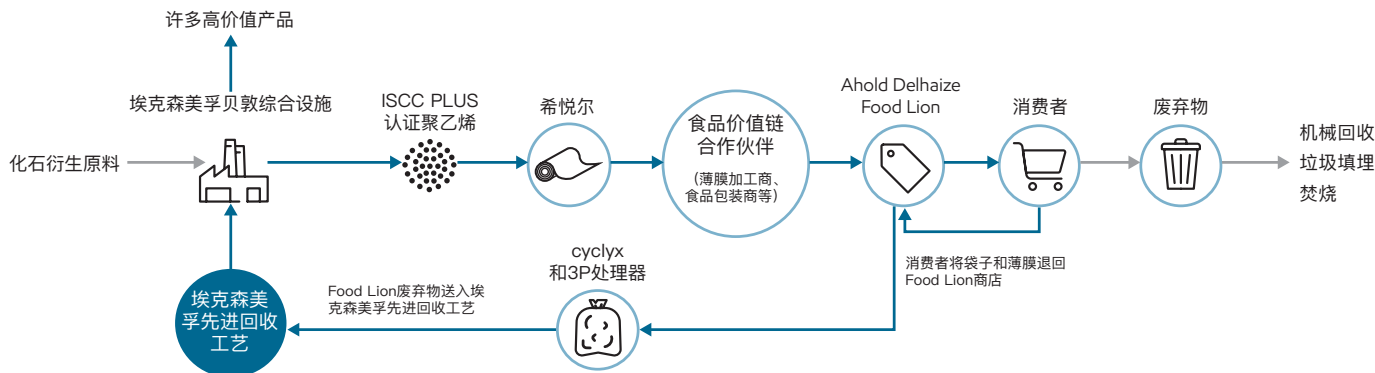 许多高价值产品
埃克森美孚贝敦综合设施
化石衍生原料
ISCC PLUS
认证聚乙烯
希悦尔
食品价值链
合作伙伴
(薄膜加工商、
食品包装商等)
Ahold Delhaize
Food Lion
消费者
废弃物
机械回收
垃圾填埋
焚烧
消费者将袋子和薄膜退回
Food Lion商店
cyclyx
和3P处理器
Food Lion废弃物送入埃
克森美孚先进回收工艺
埃克森美
孚先进回收
工艺